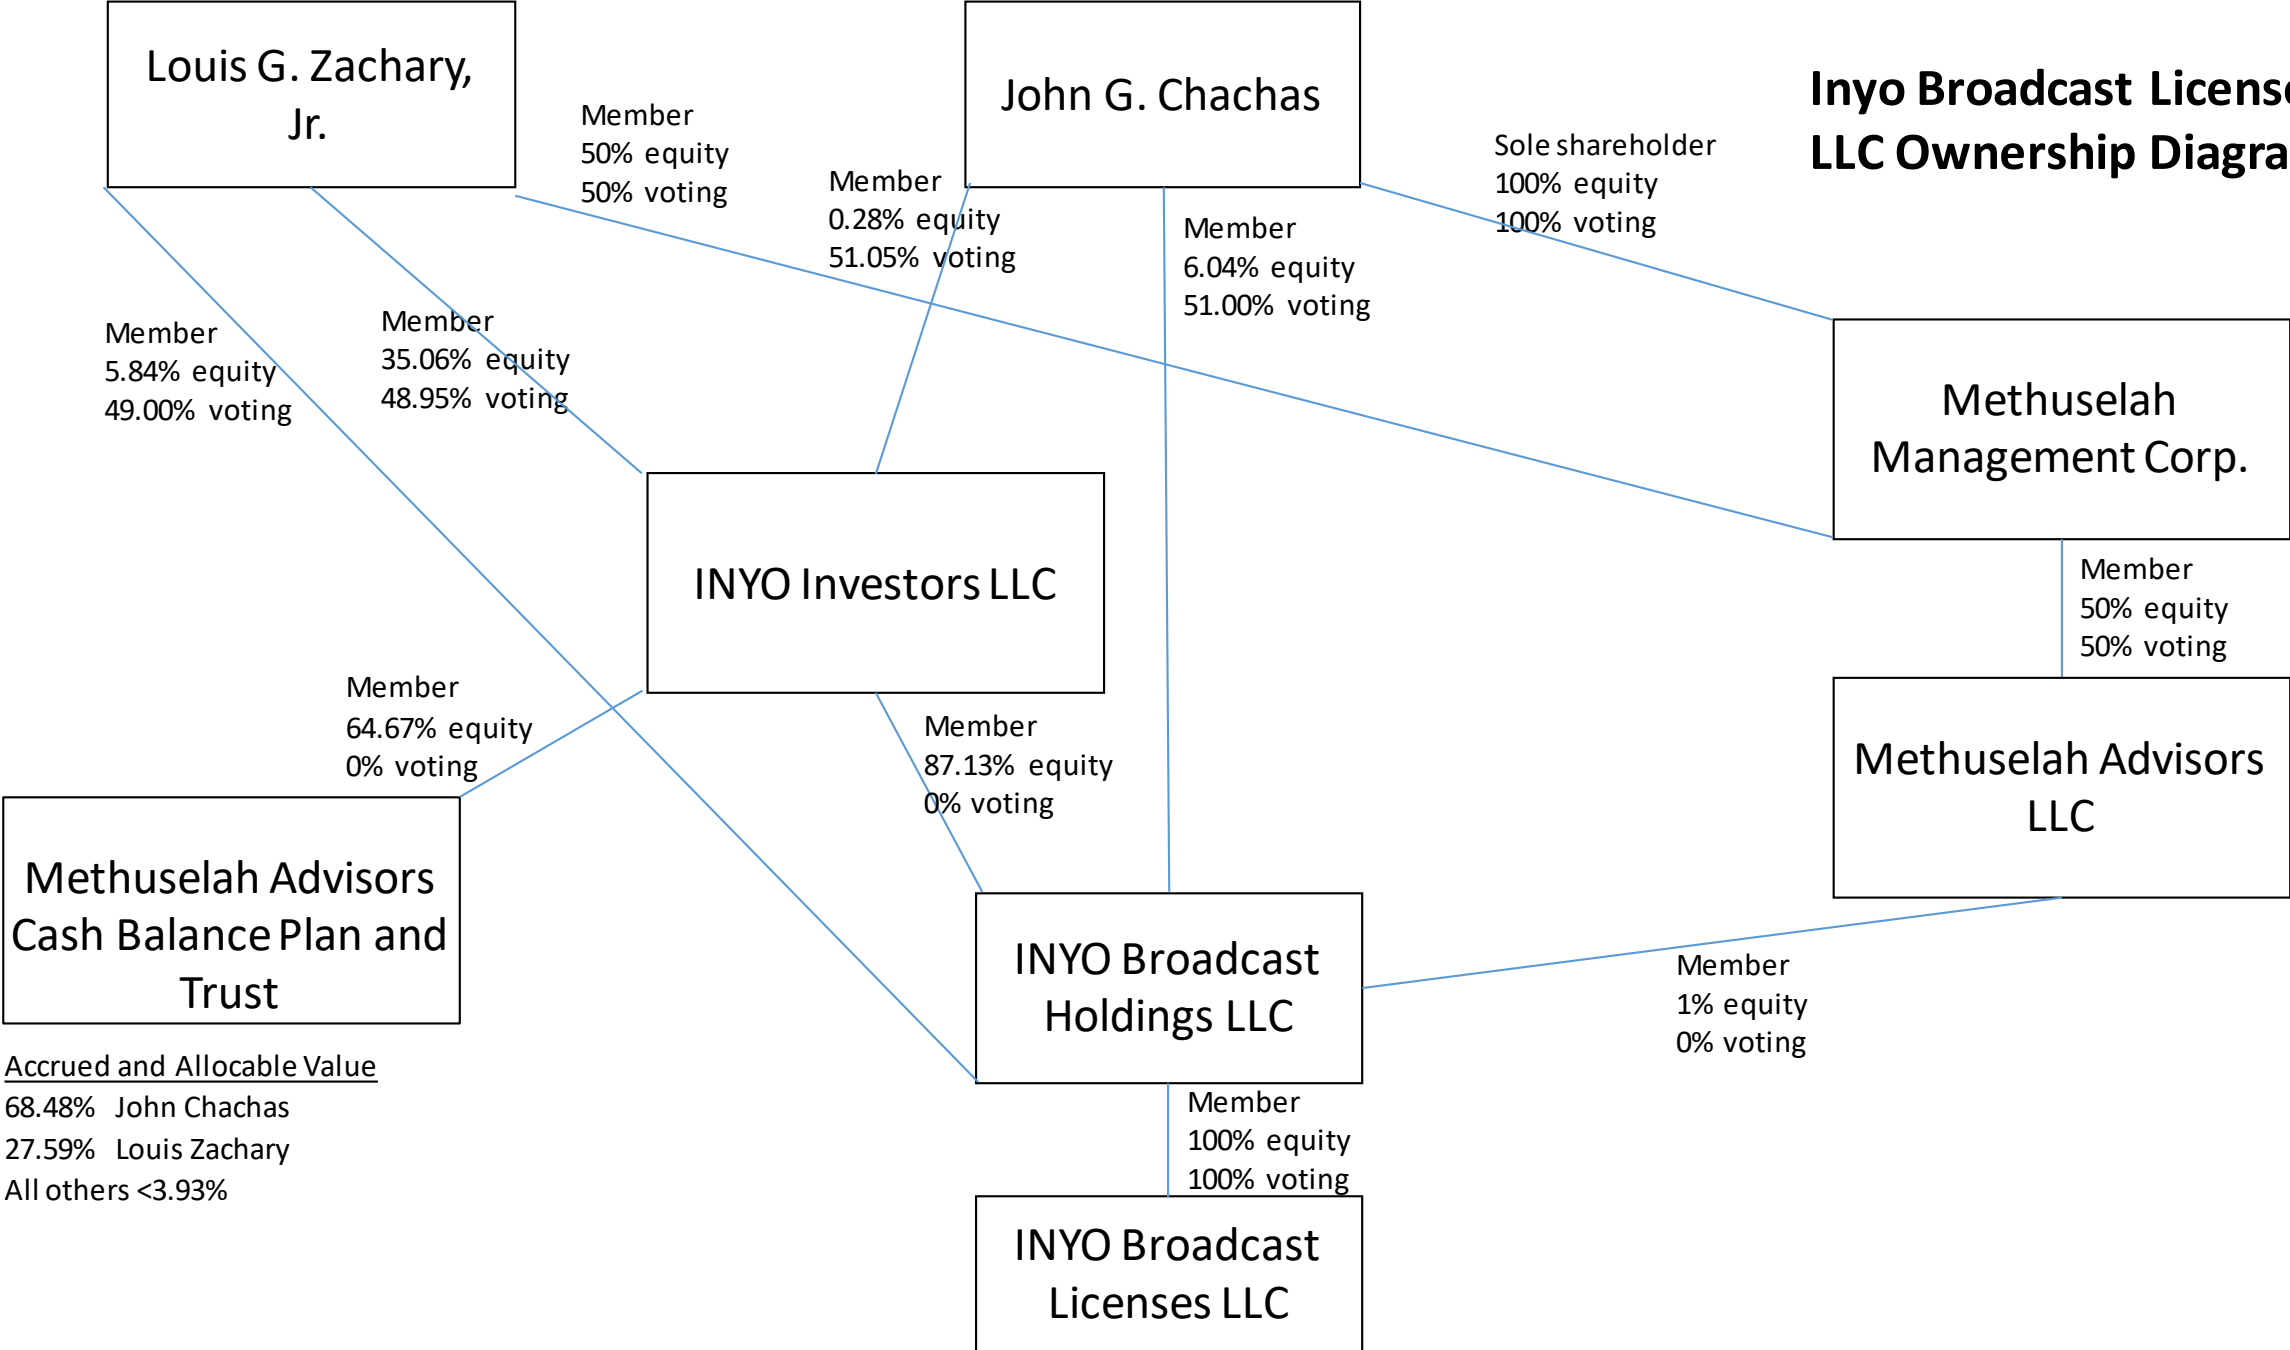 Louis G. Zachary,
Jr.
John G. Chachas
Inyo Broadcast License
LLC Ownership Diagra
Member
50% equity
50% voting
Member
0.28% equity
51.05% voting
Member
6.04% equity
51.00% voting
Sole shareholder
100% equity
100% voting
Member
5.84% equity
49.00% voting
Member
35.06% equity
48.95% voting
Methuselah
Management Corp.
INYO Investors LLC
Member
50% equity
50% voting
Member
64.67% equity
0% voting
Member
87.13% equity
0% voting
Methuselah Advisors
LLC
Methuselah Advisors
Cash Balance Plan and
Trust
INYO Broadcast
Holdings LLC
Member
1% equity
0% voting
Accrued and Allocable Value
68.48% John Chachas
27.59% Louis Zachary
All others <3.93%
Member
100% equity
100% voting
INYO Broadcast
Licenses LLC